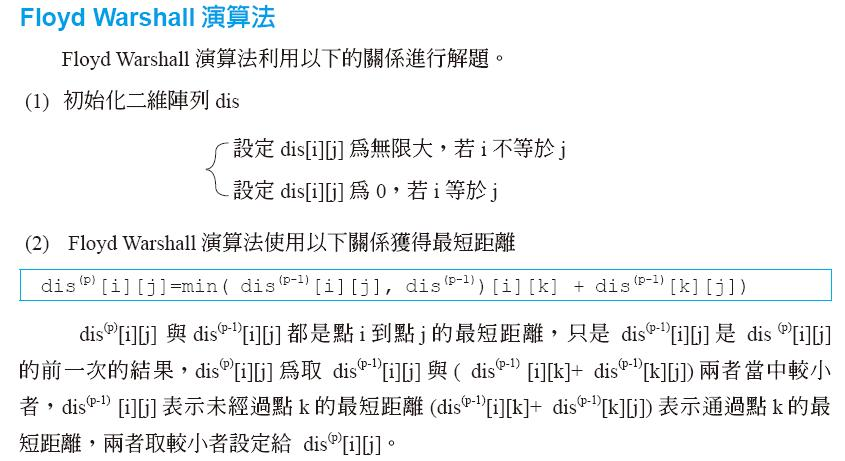 Floyd Warshall 演算法
Floyd Warshall 演算法利用以下的關係進行解題。
(1) 初始化二維陣列 dis
設定 dis[i][j] 為無限大，若 i 不等於 j
設定 dis[i][j] 為 0，若 i 等於 j
(2) Floyd Warshall 演算法使用以下關係獲得最短距離
dis(p)[i][j]=min( dis(p-1)[i][j], dis(p-1))[i][k] + dis(p-1)[k][j])
dis(p)[i][j] 與 dis(p-1)[i][j] 都是點 i 到點 j 的最短距離，只是 dis(p-1)[i][j] 是 dis (p)[i][j]
的前一次的結果，dis(p)[i][j] 為取 dis(p-1)[i][j] 與 ( dis(p-1) [i][k]+ dis(p-1)[k][j]) 兩者當中較小
者，dis(p-1) [i][j] 表示未經過點 k 的最短距離 (dis(p-1)[i][k]+ dis(p-1)[k][j]) 表示通過點 k 的最
短距離，兩者取較小者設定給 dis(p)[i][j]。